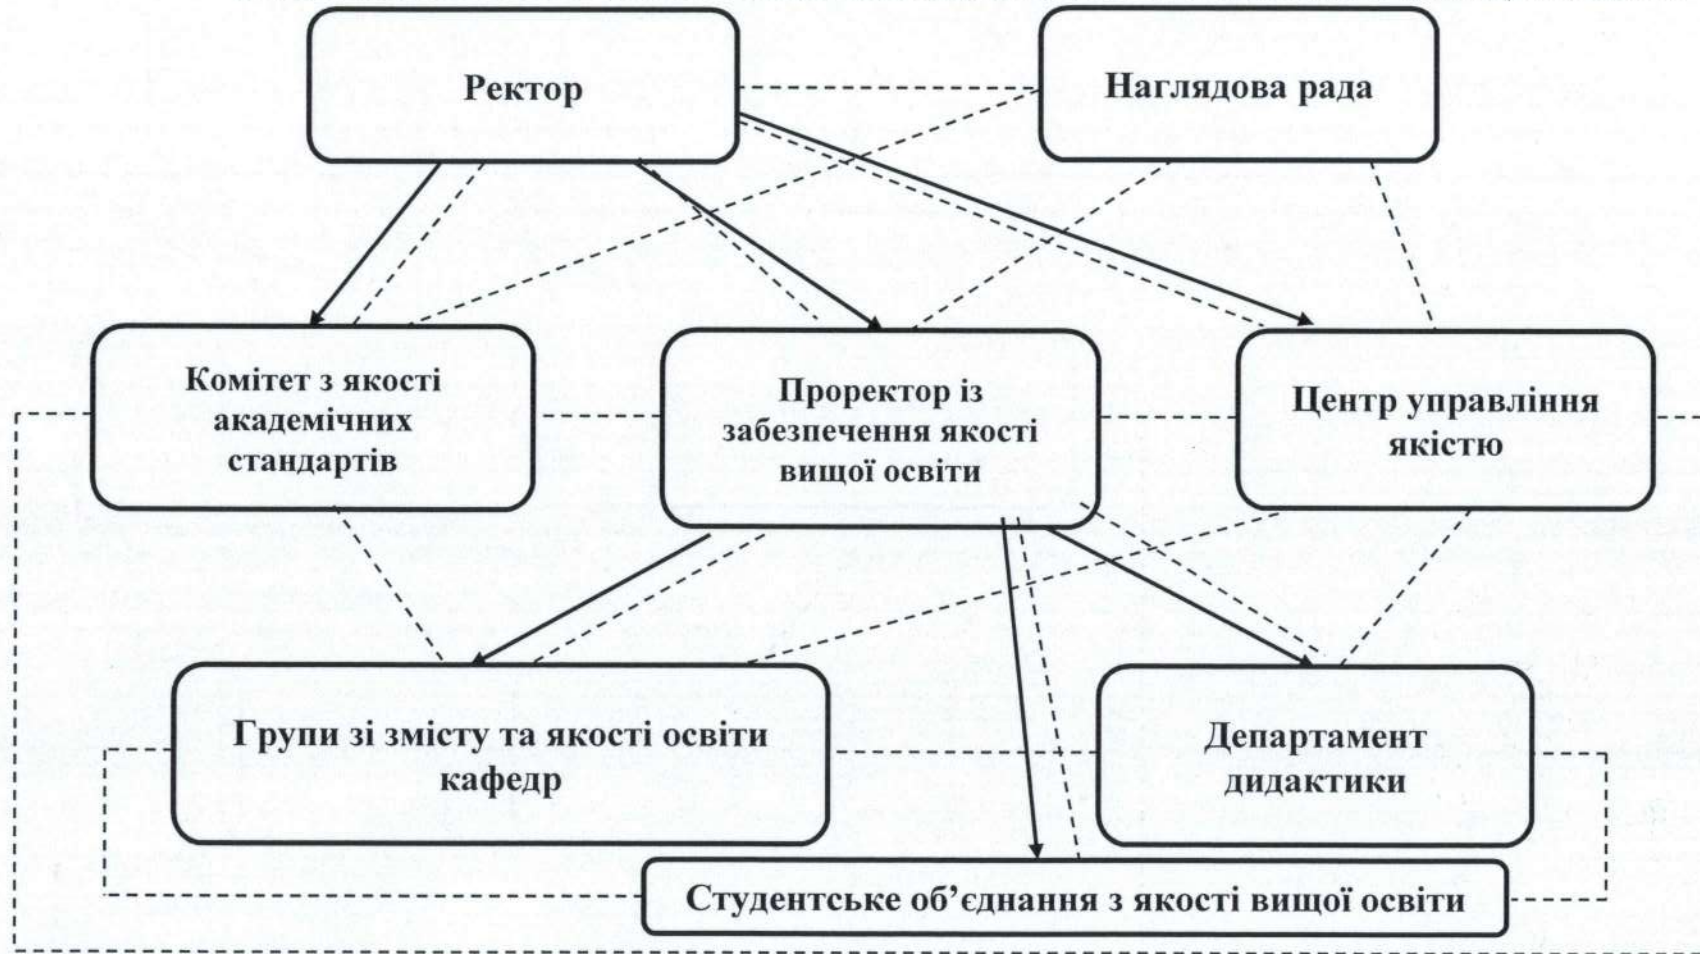 Ректор
Наглядова рада
Комітет з якості
академічних
стандартів
Проректор із
забезпечення якості
вищої освіти
Центр управління
якістю
Групи зі змісту та якості освіти
кафедр
Департамент
дидактики
Студентське об’єднання з якості вищої освіти